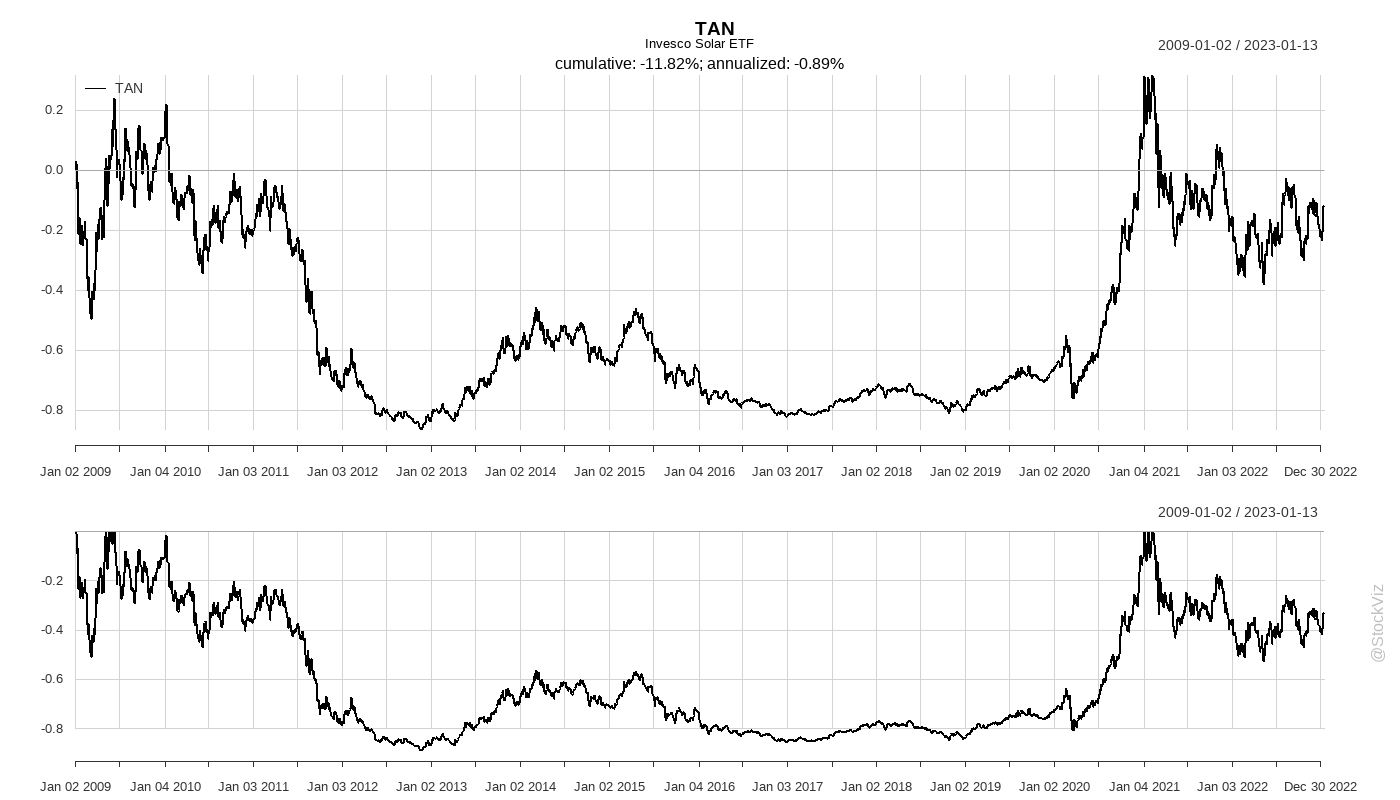 TAN
Invesco Solar ETF
cumulative: -11.82%; annualized: -0.89%
2009-01-02 / 2023-01-13
TAN
0.2
0.0
-0.2
-0.4
-0.6
-0.8
Jan 02 2009 Jan 04 2010 Jan 03 2011 Jan 03 2012 Jan 02 2013 Jan 02 2014 Jan 02 2015 Jan 04 2016 Jan 03 2017 Jan 02 2018 Jan 02 2019 Jan 02 2020 Jan 04 2021 Jan 03 2022 Dec 30 2022
2009-01-02 / 2023-01-13
-0.2
-0.4
-0.6
-0.8
Jan 02 2009 Jan 04 2010 Jan 03 2011 Jan 03 2012 Jan 02 2013 Jan 02 2014 Jan 02 2015 Jan 04 2016 Jan 03 2017 Jan 02 2018 Jan 02 2019 Jan 02 2020 Jan 04 2021 Jan 03 2022 Dec 30 2022
@StockViz